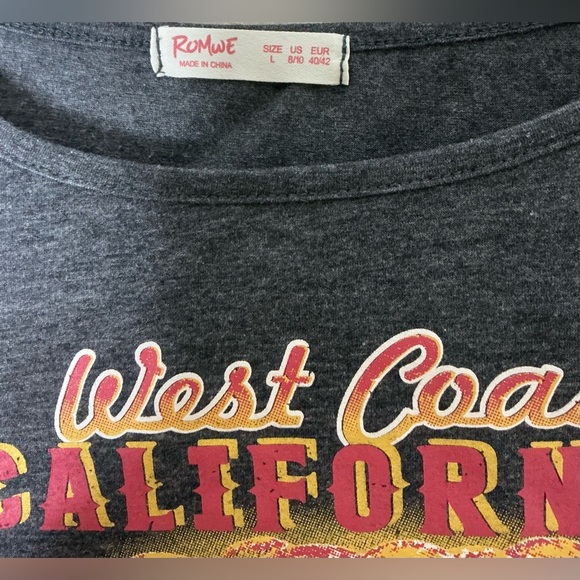 ROMWE
MADE IN CHINA
SIZE US EUR
L 8/10 40/42
West Coa
CALIFORN